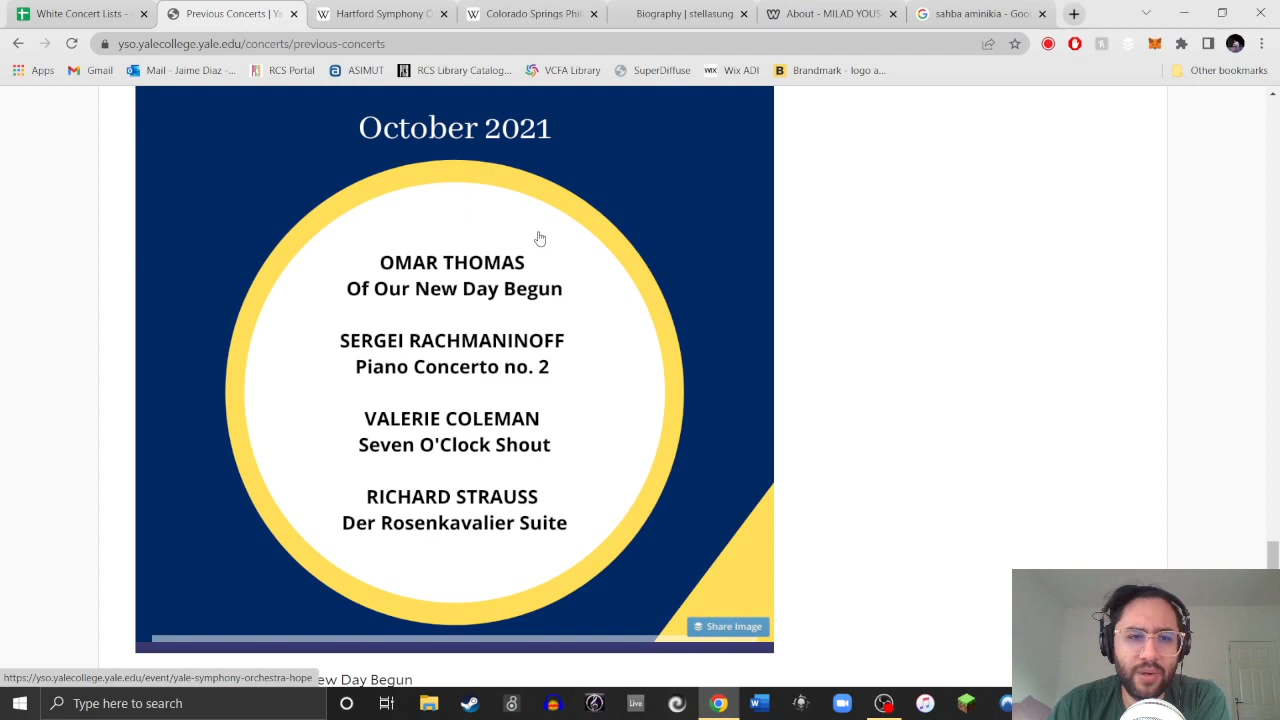 White Concert Lists - W
Previous Concerts | Ya
Hartford Symphony O
Colorado Springs Phil
Biography | stellasung
About - MILAD YOUS
sahba aminikia - Goo
yso.yalecollege.yale.edu/concerts/previous-concerts
Apps
Gmail
Mail - Jaime Diaz -...
RCS Portal
ASIMUT
RCS Library Catalog...
VCFA Library
SuperDiffuse
WIX
Wix ADI
Brandmark - logo a...
Other bookmarks
October 2021
OMAR THOMAS
Of Our New Day Begun
SERGEI RACHMANINOFF
Piano Concerto no. 2
VALERIE COLEMAN
Seven O'Clock Shout
RICHARD STRAUSS
Der Rosenkavalier Suite
Share Image
https://yso.yalecollege.yale.edu/event/yale-symphony-orchestra-hope
ew Day Begun
Type here to search
Live